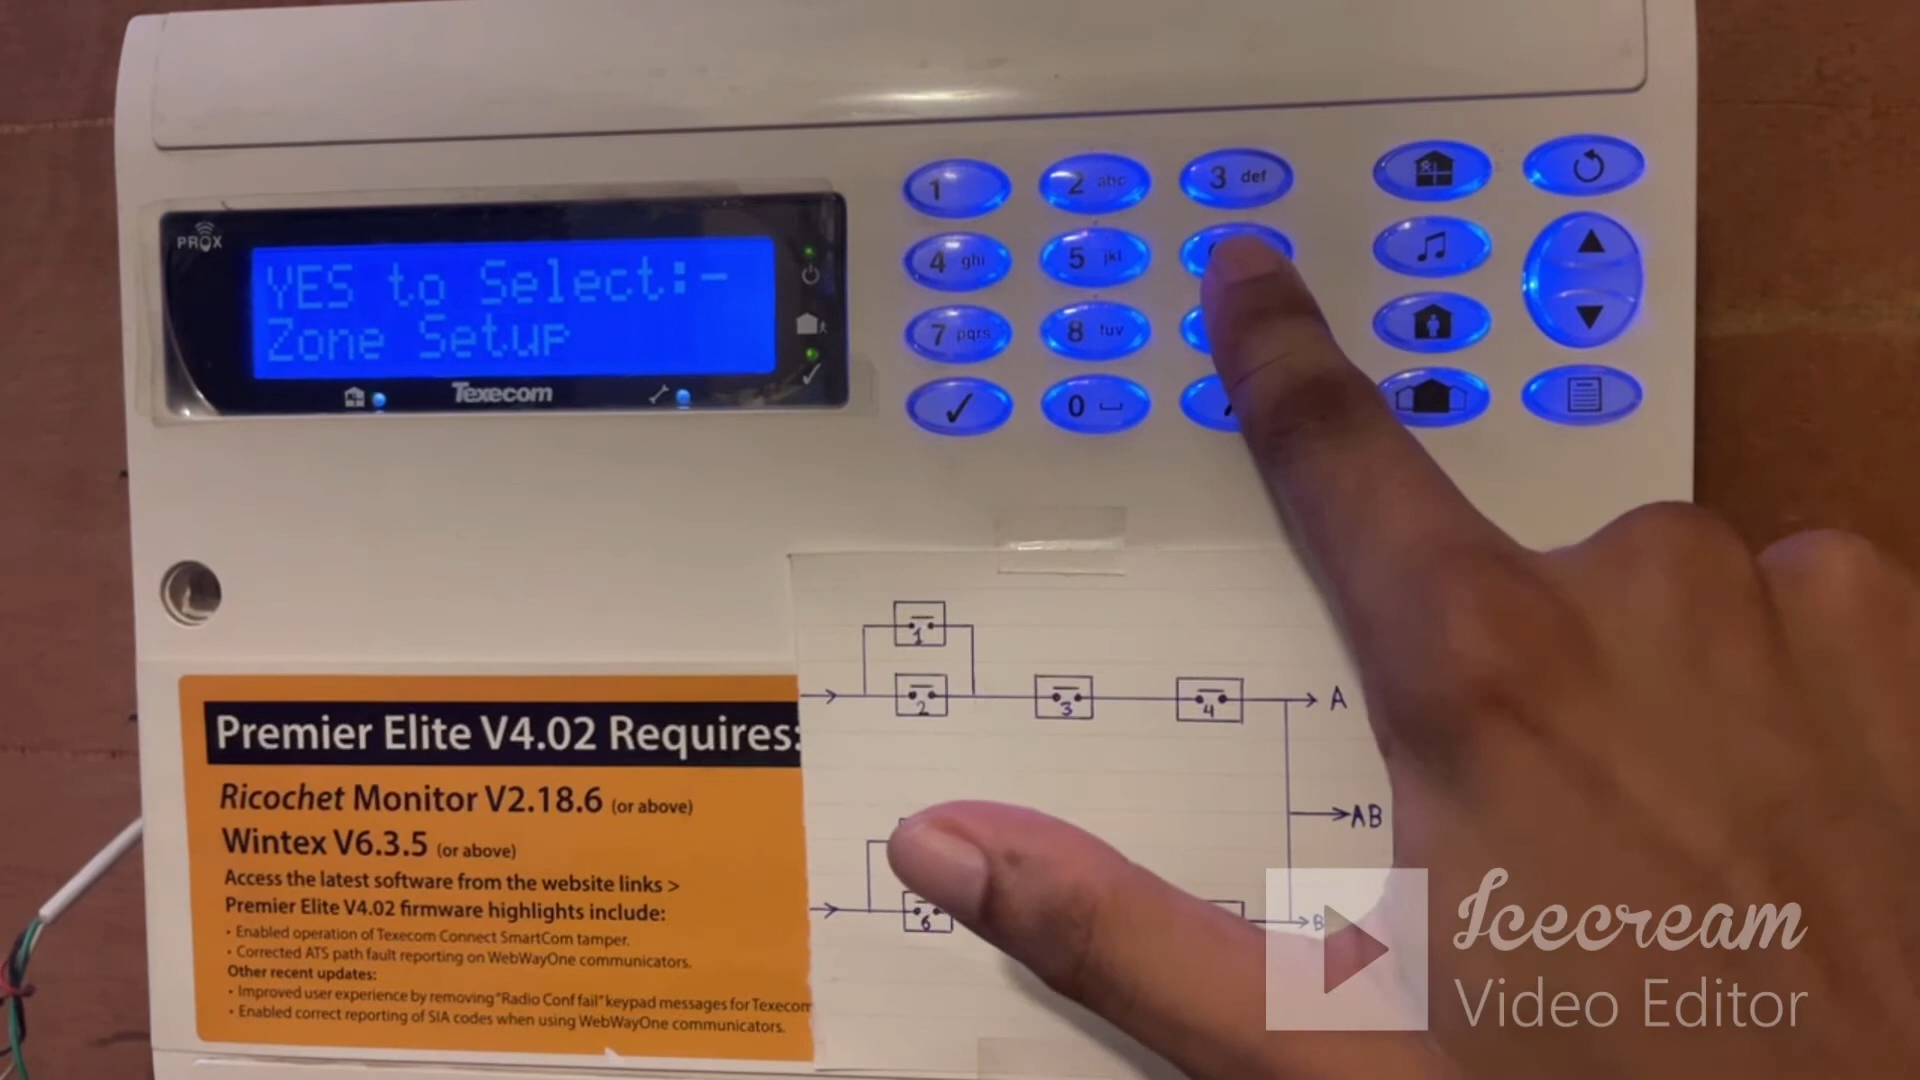 PROX
YES to Select:-
Zone Setup
Texecom
1
2 abc
3 def
4 ghi
5 jkl
7 pqrs
8 tuv
0
Premier Elite V4.02 Requires:
Ricochet Monitor V2.18.6 (or above)
Wintex V6.3.5 (or above)
Access the latest software from the website links >
Premier Elite V4.02 firmware highlights include:
• Enabled operation of Texecom Connect SmartCom tamper.
• Corrected ATS path fault reporting on WebWayOne communicators.
Other recent updates:
• Improved user experience by removing "Radio Conf fail" keypad messages for Texecom
• Enabled correct reporting of SIA codes when using WebWayOne communicators.
1
2
3
4
A
AB
6
B
Icecream
Video Editor